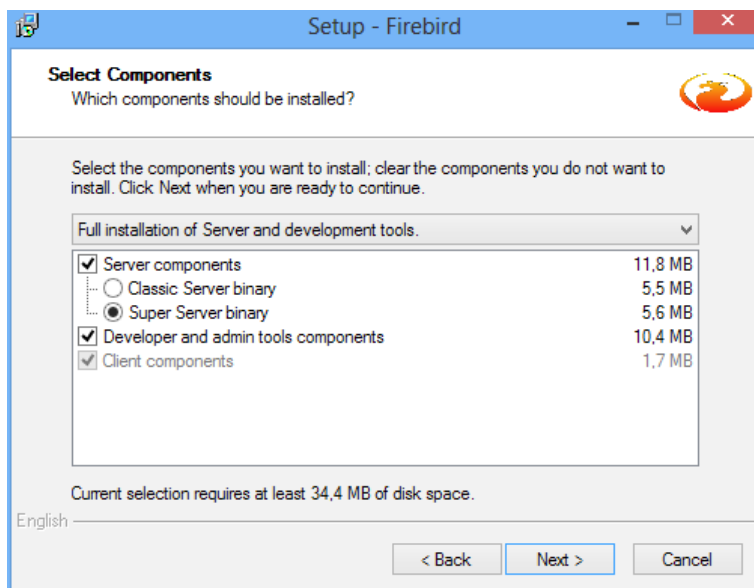 Setup - Firebird
Select Components
Which components should be installed?
Select the components you want to install; clear the components you do not want to
install. Click Next when you are ready to continue.
Full installation of Server and development tools.
Server components 11,8 MB
Classic Server binary 5,5 MB
Super Server binary 5,6 MB
Developer and admin tools components 10,4 MB
Client components 1,7 MB
Current selection requires at least 34,4 MB of disk space.
English
< Back Next > Cancel